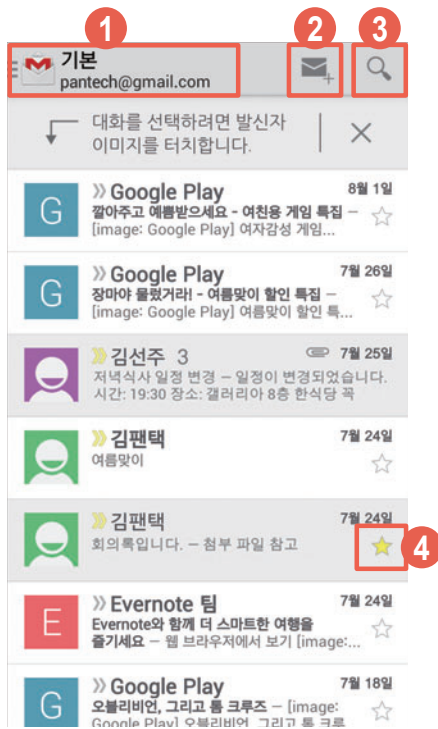 1
2
3
기본
pantech@gmail.com
대화를 선택하려면 발신자
이미지를 터치합니다.
G
Google Play
8월 1일
깔아주고 예쁨받으세요 - 여친용 게임 특집 –
[image: Google Play] 여자감성 게임...
G
Google Play
7월 26일
장마야 물렀거라! - 여름맞이 할인 특집 –
[image: Google Play] 여름맞이 할인 특...
김선주 3
7월 25일
저녁식사 일정 변경 – 일정이 변경되었습니다.
시간: 19:30 장소: 갤러리아 8층 한식당 꼭
김팬택
7월 24일
여름맞이
김팬택
7월 24일
회의록입니다. – 첨부 파일 참고
4
E
Evernote 팀
7월 24일
Evernote와 함께 더 스마트한 여행을
즐기세요 – 웹 브라우저에서 보기 [image:...
G
Google Play
7월 18일
오블리비언, 그리고 톰 크루즈 – [image:
Google Play] 오블리비언, 그리고 톰 크루